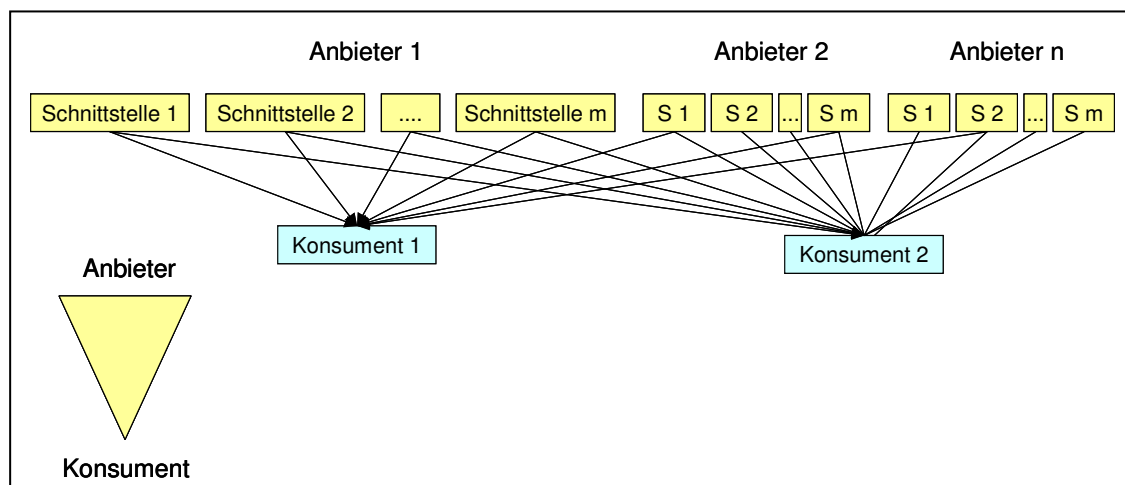 Anbieter 1 Anbieter 2 Anbieter n
Schnittstelle 1 Schnittstelle 2 .... Schnittstelle m S 1 S 2 ... S m S 1 S 2 ... S m
Konsument 1
Konsument 2
Anbieter
Konsument